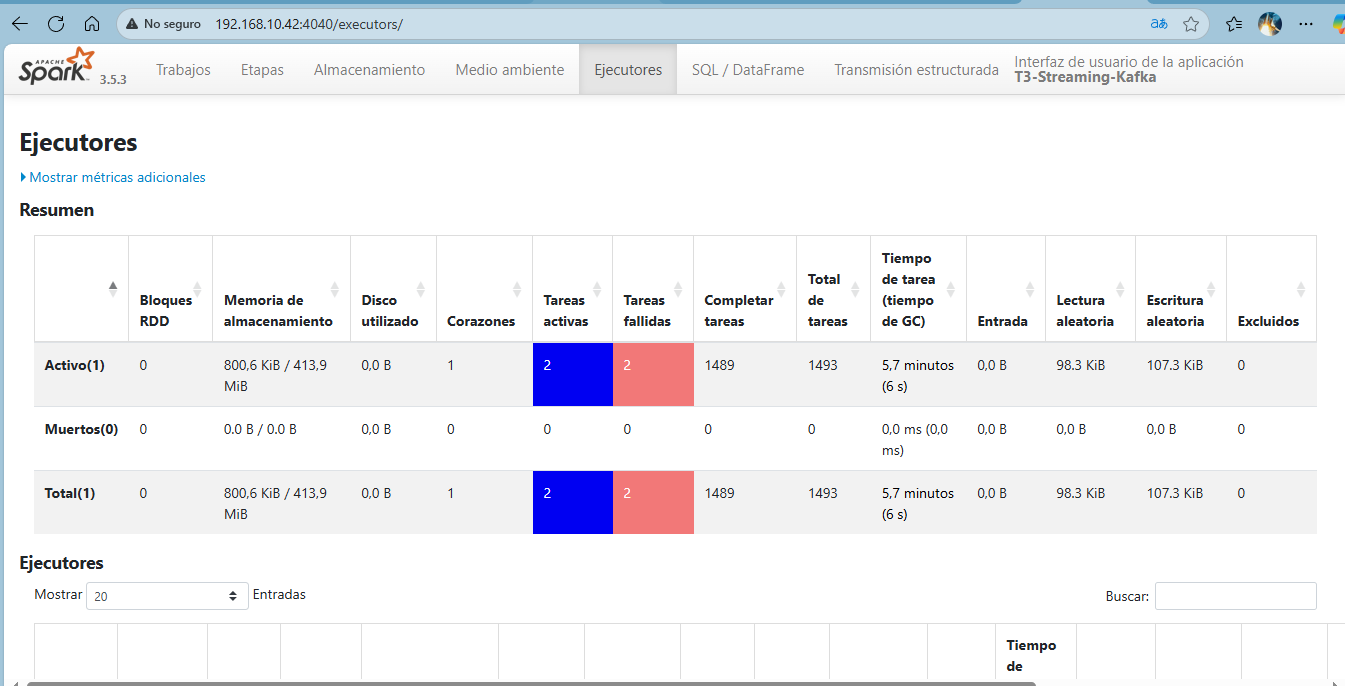 No seguro 192.168.10.42:4040/executors/
APACHE
Spark 3.5.3
Trabajos
Etapas
Almacenamiento
Medio ambiente
Ejecutores
SQL / DataFrame
Transmisión estructurada
Interfaz de usuario de la aplicación
T3-Streaming-Kafka
Ejecutores
Mostrar métricas adicionales
Resumen
Bloques RDD
Memoria de almacenamiento
Disco utilizado
Corazones
Tareas activas
Tareas fallidas
Completar tareas
Total de tareas
Tiempo de tarea (tiempo de GC)
Entrada
Lectura aleatoria
Escritura aleatoria
Excluidos
Activo(1) 0 800,6 KiB / 413,9 MiB 0,0 B 1 2 2 1489 1493 5,7 minutos (6 s) 0,0 B 98.3 KiB 107.3 KiB 0
Muertos(0) 0 0.0 B / 0.0 B 0,0 B 0 0 0 0 0 0,0 ms (0,0 ms) 0,0 B 0,0 B 0,0 B 0
Total(1) 0 800,6 KiB / 413,9 MiB 0,0 B 1 2 2 1489 1493 5,7 minutos (6 s) 0,0 B 98.3 KiB 107.3 KiB 0
Ejecutores
Mostrar 20 Entradas
Buscar:
Tiempo
de